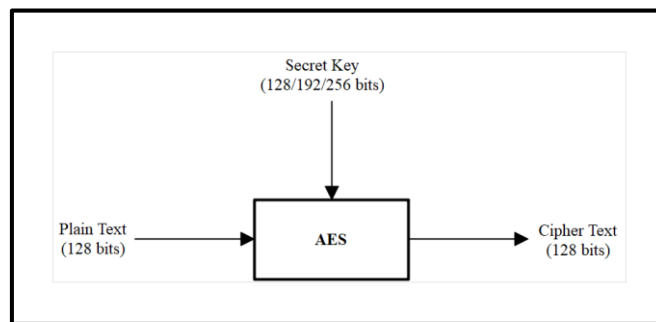 Secret Key
(128/192/256 bits)
Plain Text
(128 bits)
AES
Cipher Text
(128 bits)